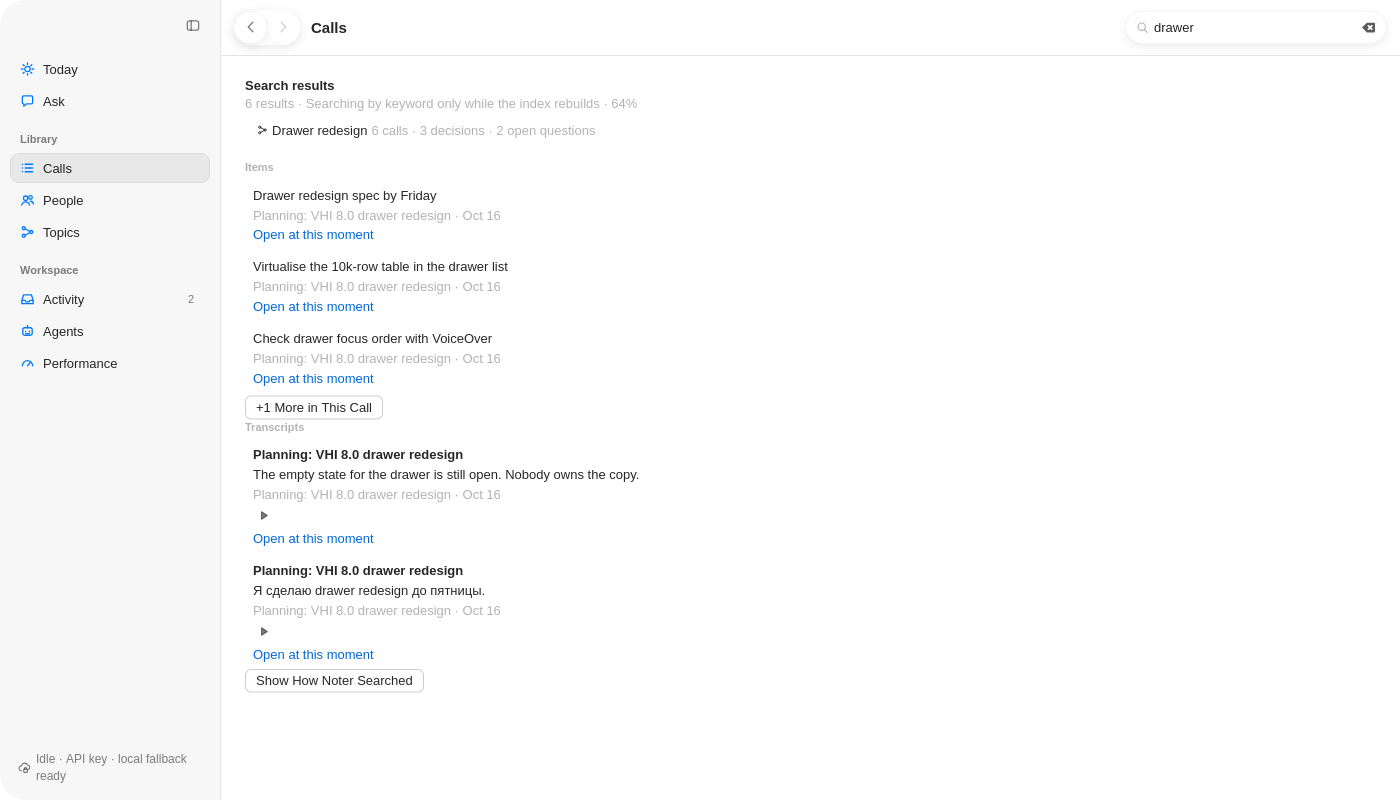 Calls
drawer
Today
Ask
Library
Calls
People
Topics
Workspace
Activity 2
Agents
Performance
Idle · API key · local fallback
ready
Search results
6 results · Searching by keyword only while the index rebuilds · 64%
Drawer redesign 6 calls · 3 decisions · 2 open questions
Items
Drawer redesign spec by Friday
Planning: VHI 8.0 drawer redesign · Oct 16
Open at this moment
Virtualise the 10k-row table in the drawer list
Planning: VHI 8.0 drawer redesign · Oct 16
Open at this moment
Check drawer focus order with VoiceOver
Planning: VHI 8.0 drawer redesign · Oct 16
Open at this moment
+1 More in This Call
Transcripts
Planning: VHI 8.0 drawer redesign
The empty state for the drawer is still open. Nobody owns the copy.
Planning: VHI 8.0 drawer redesign · Oct 16
Open at this moment
Planning: VHI 8.0 drawer redesign
Я сделаю drawer redesign до пятницы.
Planning: VHI 8.0 drawer redesign · Oct 16
Open at this moment
Show How Noter Searched